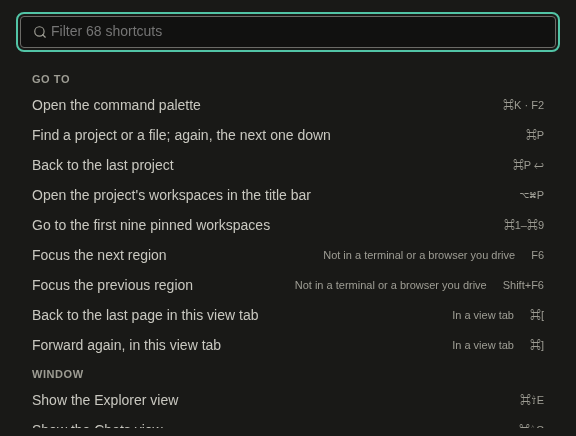 Filter 68 shortcuts
GO TO
Open the command palette ⌘K · F2
Find a project or a file; again, the next one down ⌘P
Back to the last project ⌘P ↩
Open the project's workspaces in the title bar ⌥⌘P
Go to the first nine pinned workspaces ⌘1–⌘9
Focus the next region Not in a terminal or a browser you drive F6
Focus the previous region Not in a terminal or a browser you drive Shift+F6
Back to the last page in this view tab In a view tab ⌘[
Forward again, in this view tab In a view tab ⌘]
WINDOW
Show the Explorer view ⌘⇧E